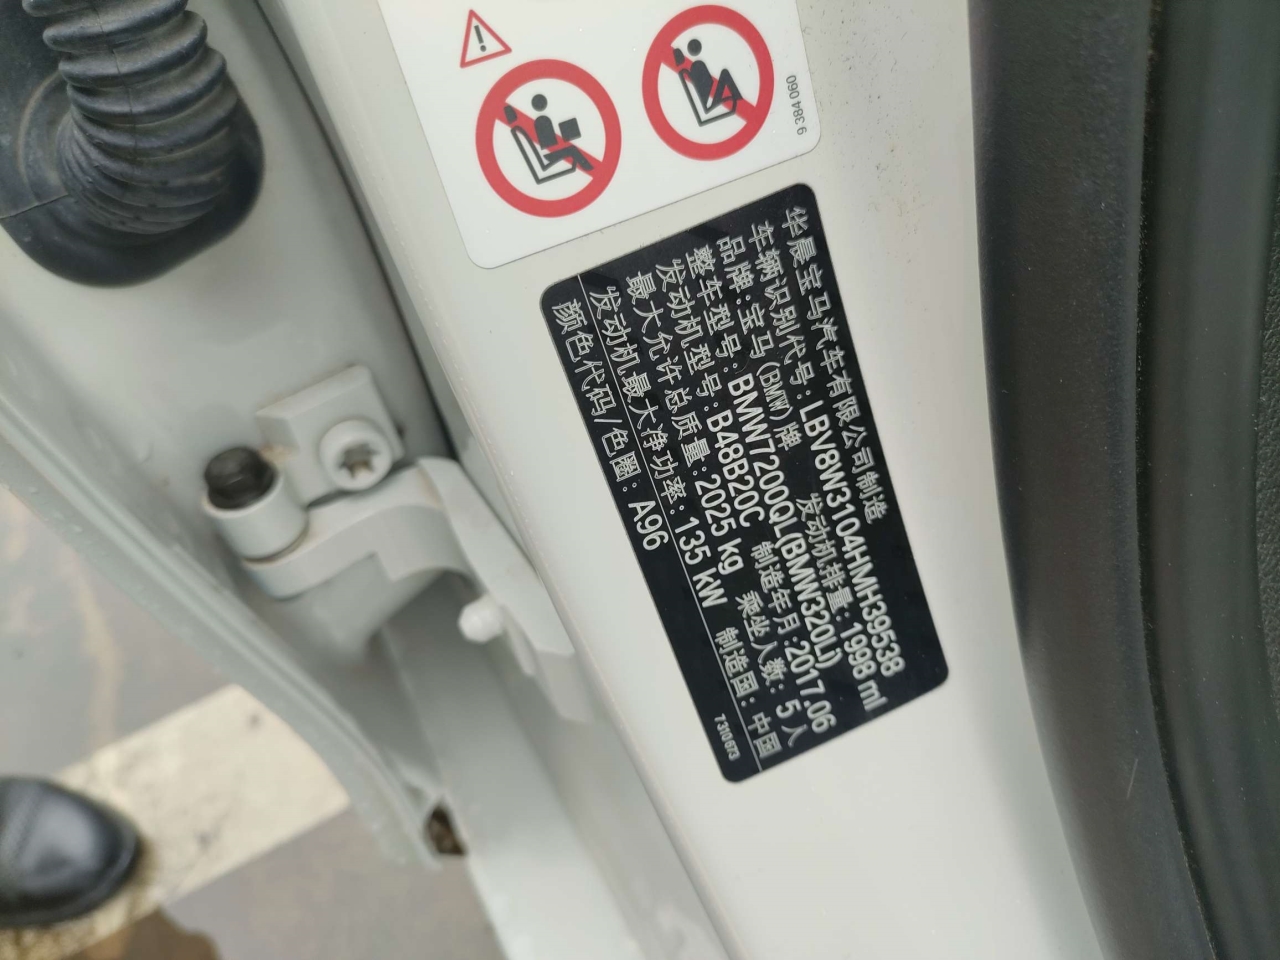 9 384 060
华晨宝马汽车有限公司制造
车辆识别代号: LBV8W3104HMH39538
品牌: 宝马(BMW)牌 发动机排量: 1998 ml
整车型号: BMW7200QL(BMW320Li)
发动机型号: B48B20C 制造年月: 2017.06
最大允许总质量: 2025 kg 乘坐人数: 5 人
发动机最大净功率: 135 kW
颜色代码/色圈: A96 制造国: 中国
7310673